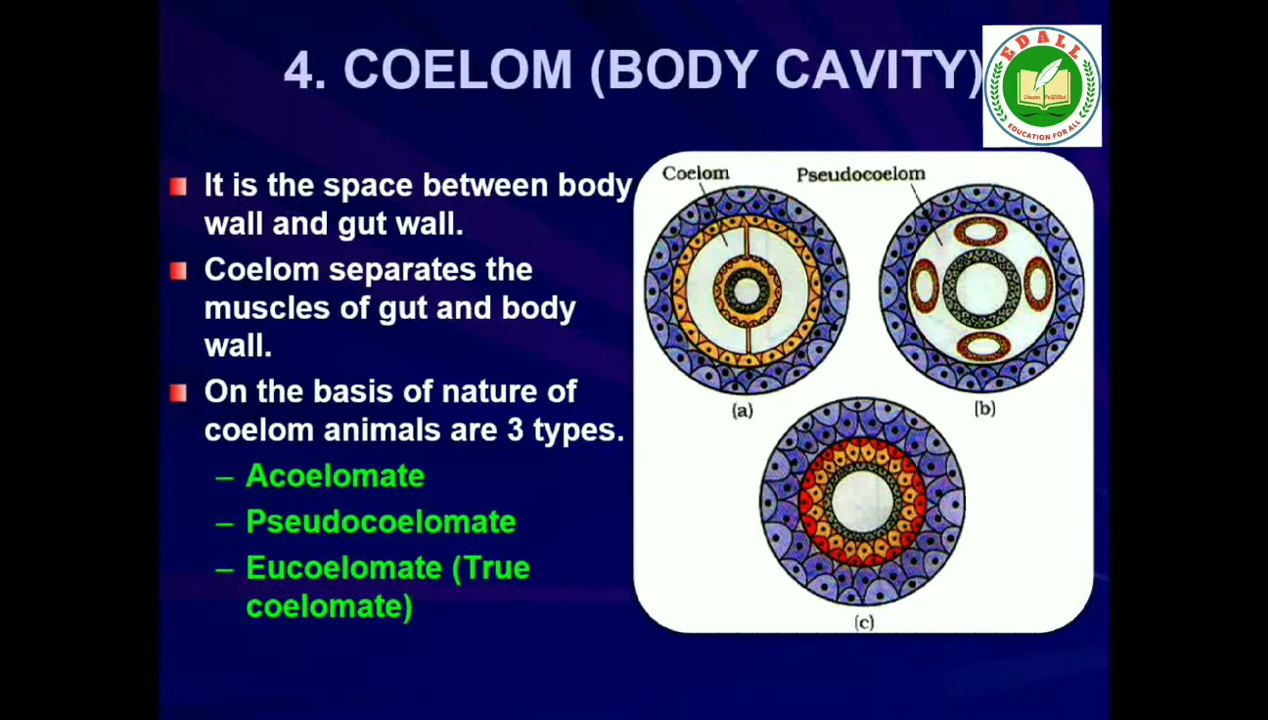 4. COELOM (BODY CAVITY)
EDALL
Dream Fulfilled
EDUCATION FOR ALL
It is the space between body
wall and gut wall.
Coelom separates the
muscles of gut and body
wall.
On the basis of nature of
coelom animals are 3 types.
– Acoelomate
– Pseudocoelomate
– Eucoelomate (True
coelomate)
Coelom
Pseudocoelom
(a)
(b)
(c)